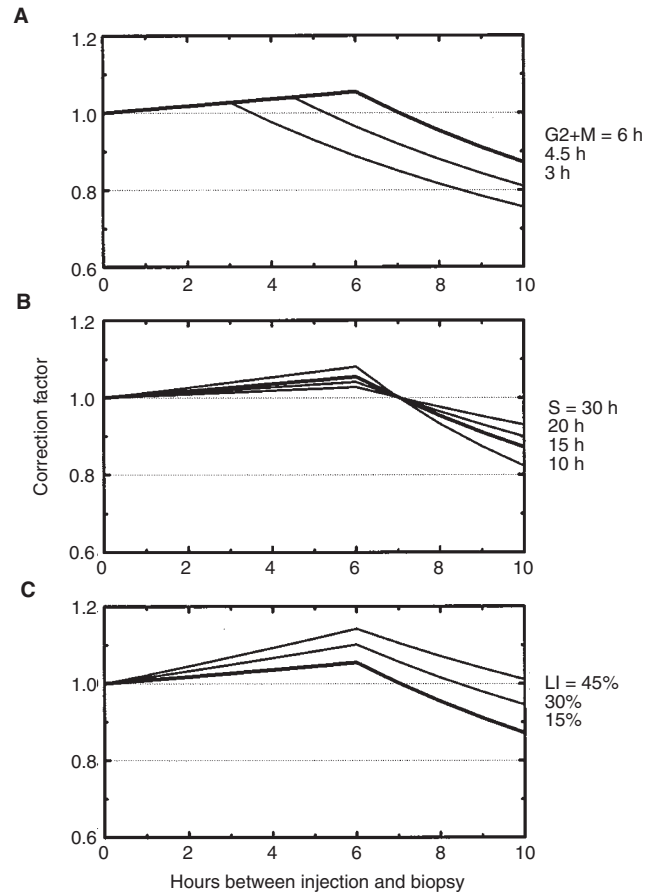 A
1.2
1.0
0.8
0.6
0 2 4 6 8 10
G2+M = 6 h
4.5 h
3 h
B
1.2
1.0
0.8
0.6
0 2 4 6 8 10
S = 30 h
20 h
15 h
10 h
Correction factor
C
1.2
1.0
0.8
0.6
0 2 4 6 8 10
LI = 45%
30%
15%
Hours between injection and biopsy